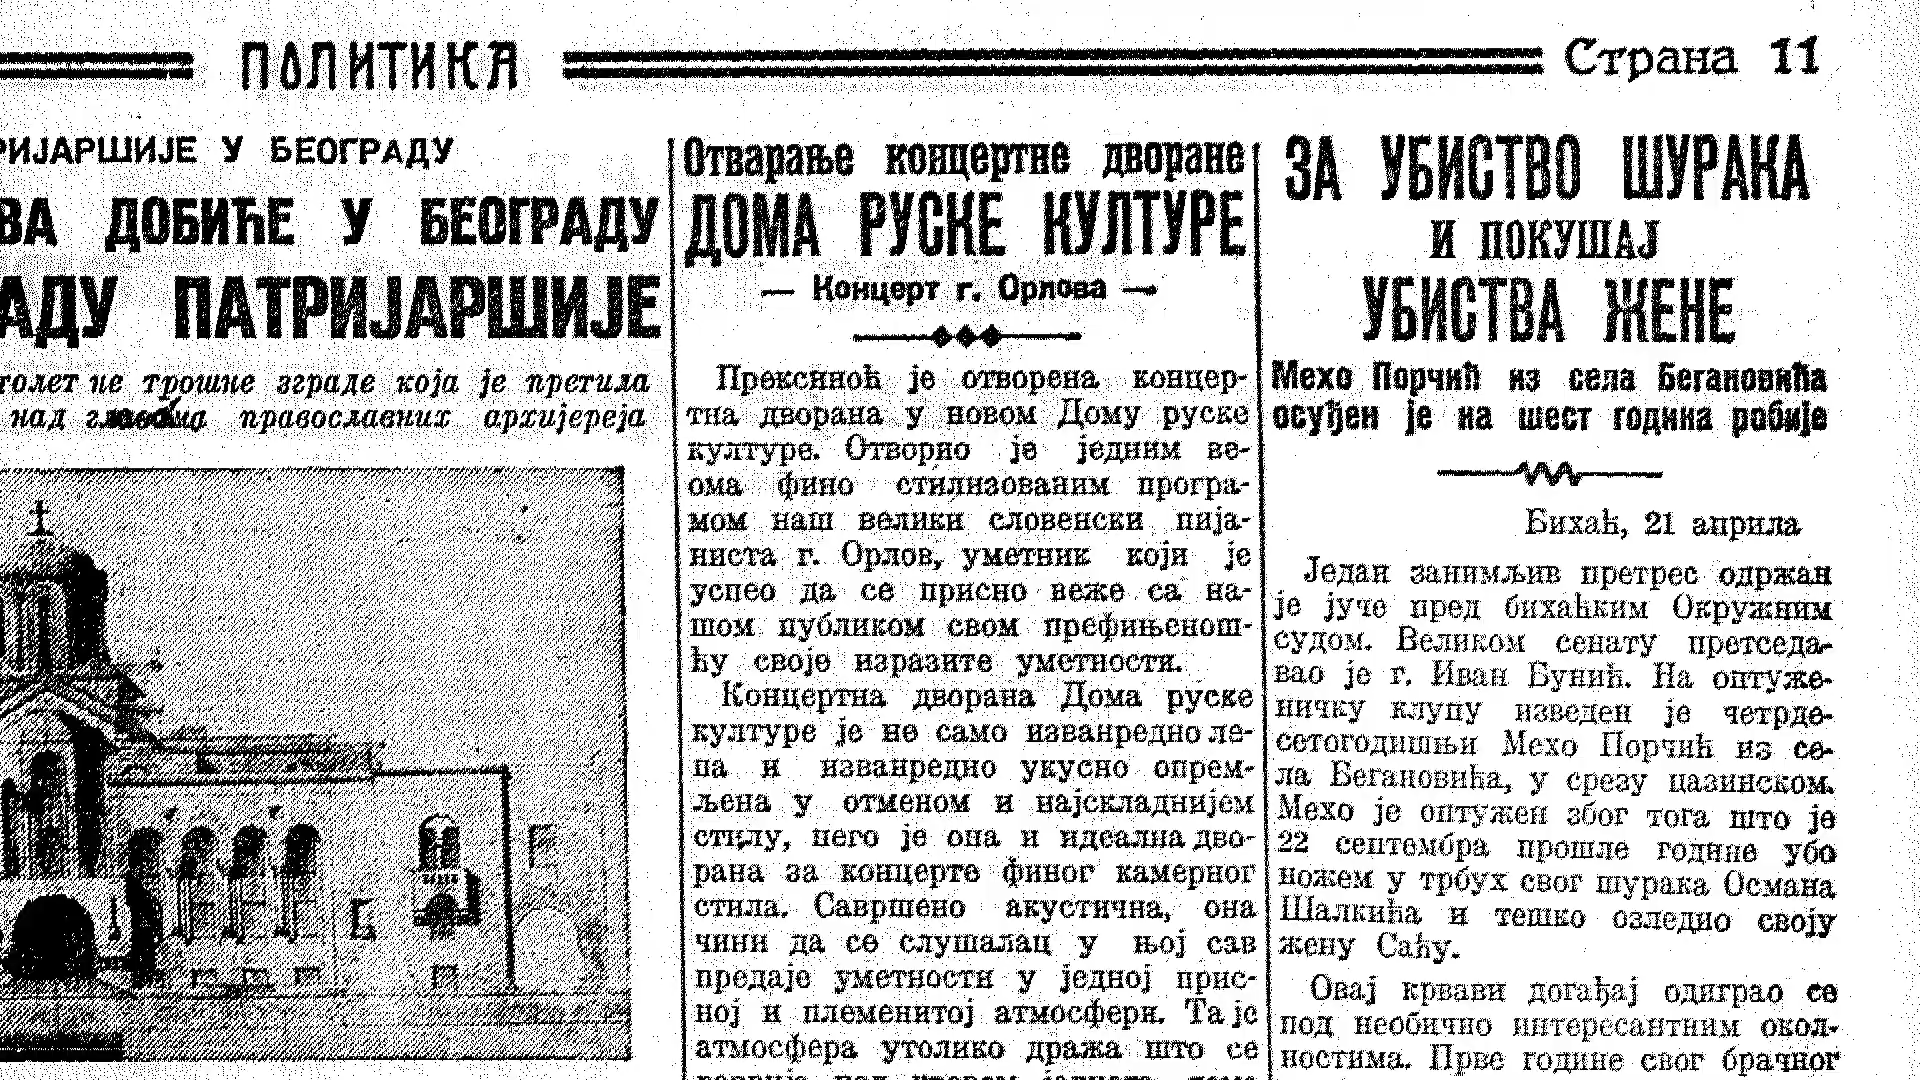 ПОЛИТИКА
Страна 11
РИЈАРШИЈЕ У БЕОГРАДУ
ВА ДОБИЋЕ У БЕОГРАДУ
АДУ ПАТРИЈАРШИЈЕ
толет не трошне зграде која је претила
над православних архијереја
Отварање концертне дворане
ДОМА РУСКЕ КУЛТУРЕ
— Концерт г. Орлова —
Прексиноћ је отворена концер-
тна дворана у новом Дому руске
културе. Отворио је једним ве-
ома фино стилизованим програ-
мом наш велики словенски пија-
ниста г. Орлов, уметник који је
успео да се присно веже са на-
шом публиком свом префињенош-
ћу своје изразите уметности.
Концертна дворана Дома руске
културе је не само изванредно ле-
па и изванредно укусно опрем-
љена у отменом и најскладнијем
стилу, него је она и идеална дво-
рана за концерте финог камерног
стила. Савршено акустична, она
чини да се слушалац у њој сав
предаје уметности у једној прис-
ној и племенитој атмосфери. Та је
атмосфера утолико дража што се
ЗА УБИСТВО ШУРАКА
И ПОКУШАЈ
УБИСТВА ЖЕНЕ
Мехо Порчић из села Бегановића
осуђен је на шест година робије
Бихаћ, 21 априла
Један занимљив претрес одржан
је јуче пред бихаћким Окружним
судом. Великом сенату претседа-
вао је г. Иван Бунић. На оптуже-
ничку клупу изведен је четрде-
сетогодишњи Мехо Порчић из се-
ла Бегановића, у срезу цазинском.
Мехо је оптужен због тога што је
22 септембра прошле године убо
ножем у трбух свог шурака Османа
Шалкића и тешко озледио своју
жену Саћу.
Овај крвави догађај одиграо се
под необично интересантним окол-
ностима. Прве године свог брачног